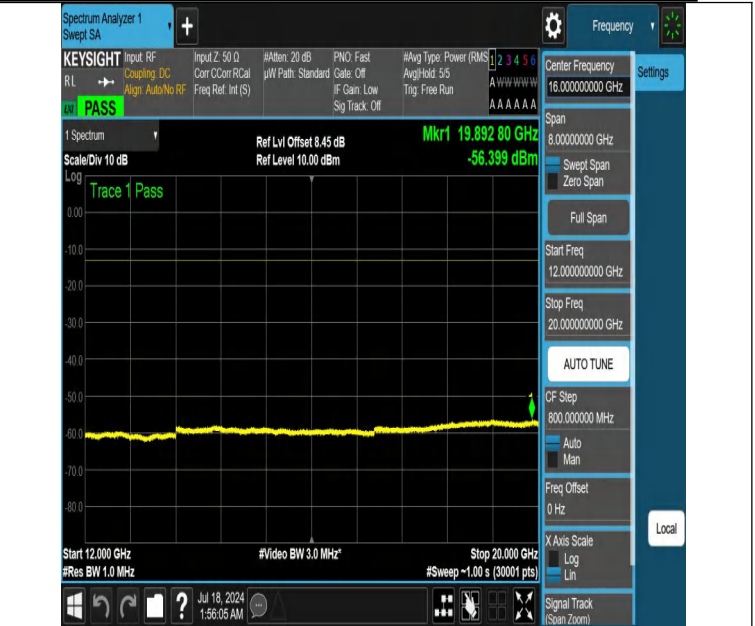 Spectrum Analyzer 1
Swept SA
+
Frequency
KEYSIGHT
RL
PASS
Input: RF
Coupling: DC
Align: Auto/No RF
Input Z: 50 Ω
Corr CCorr RCal
Freq Ref: Int (S)
#Atten: 20 dB
µW Path: Standard
PNO: Fast
Gate: Off
IF Gain: Low
Sig Track: Off
#Avg Type: Power (RMS
Avg|Hold: 5/5
Trig: Free Run
1 2 3 4 5 6
A W W W W W
A A A A A A
1 Spectrum
Scale/Div 10 dB
Ref Lvl Offset 8.45 dB
Ref Level 10.00 dBm
Mkr1 19.892 80 GHz
-56.399 dBm
Log
Trace 1 Pass
0.00
-10.0
-20.0
-30.0
-40.0
-50.0
-60.0
-70.0
-80.0
Start 12.000 GHz
#Res BW 1.0 MHz
#Video BW 3.0 MHz*
Stop 20.000 GHz
#Sweep ~1.00 s (30001 pts)
?
Jul 18, 2024
1:56:05 AM
Center Frequency
16.000000000 GHz
Settings
Span
8.00000000 GHz
Swept Span
Zero Span
Full Span
Start Freq
12.000000000 GHz
Stop Freq
20.000000000 GHz
AUTO TUNE
CF Step
800.000000 MHz
Auto
Man
Freq Offset
0 Hz
X Axis Scale
Log
Lin
Local
Signal Track
(Span Zoom)